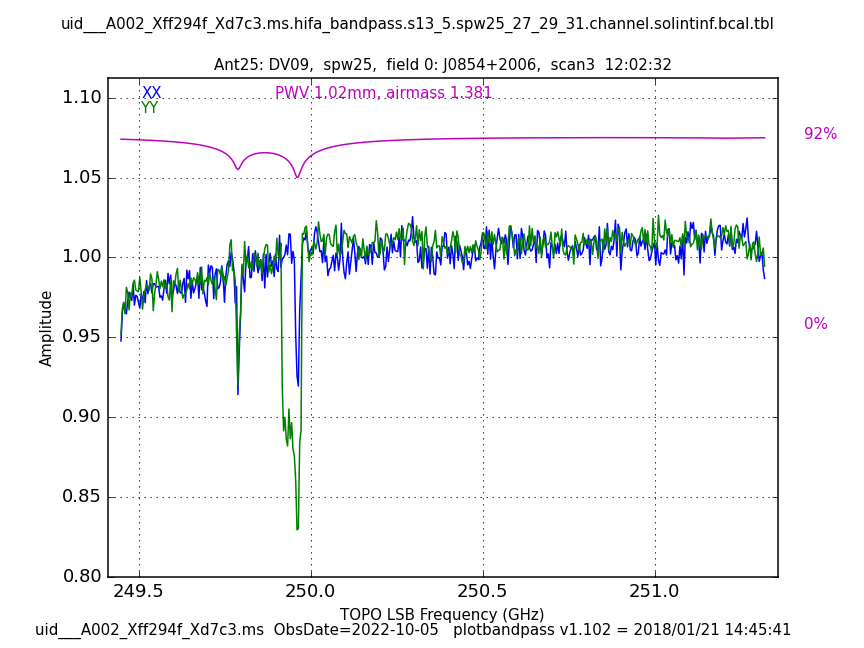 uid___A002_Xff294f_Xd7c3.ms.hifa_bandpass.s13_5.spw25_27_29_31.channel.solintinf.bcal.tbl
Ant25: DV09, spw25, field 0: J0854+2006, scan3 12:02:32
XX
YY
PWV 1.02mm, airmass 1.381
92%
0%
1.10
1.05
1.00
0.95
0.90
0.85
0.80
Amplitude
249.5 250.0 250.5 251.0
TOPO LSB Frequency (GHz)
uid___A002_Xff294f_Xd7c3.ms ObsDate=2022-10-05 plotbandpass v1.102 = 2018/01/21 14:45:41